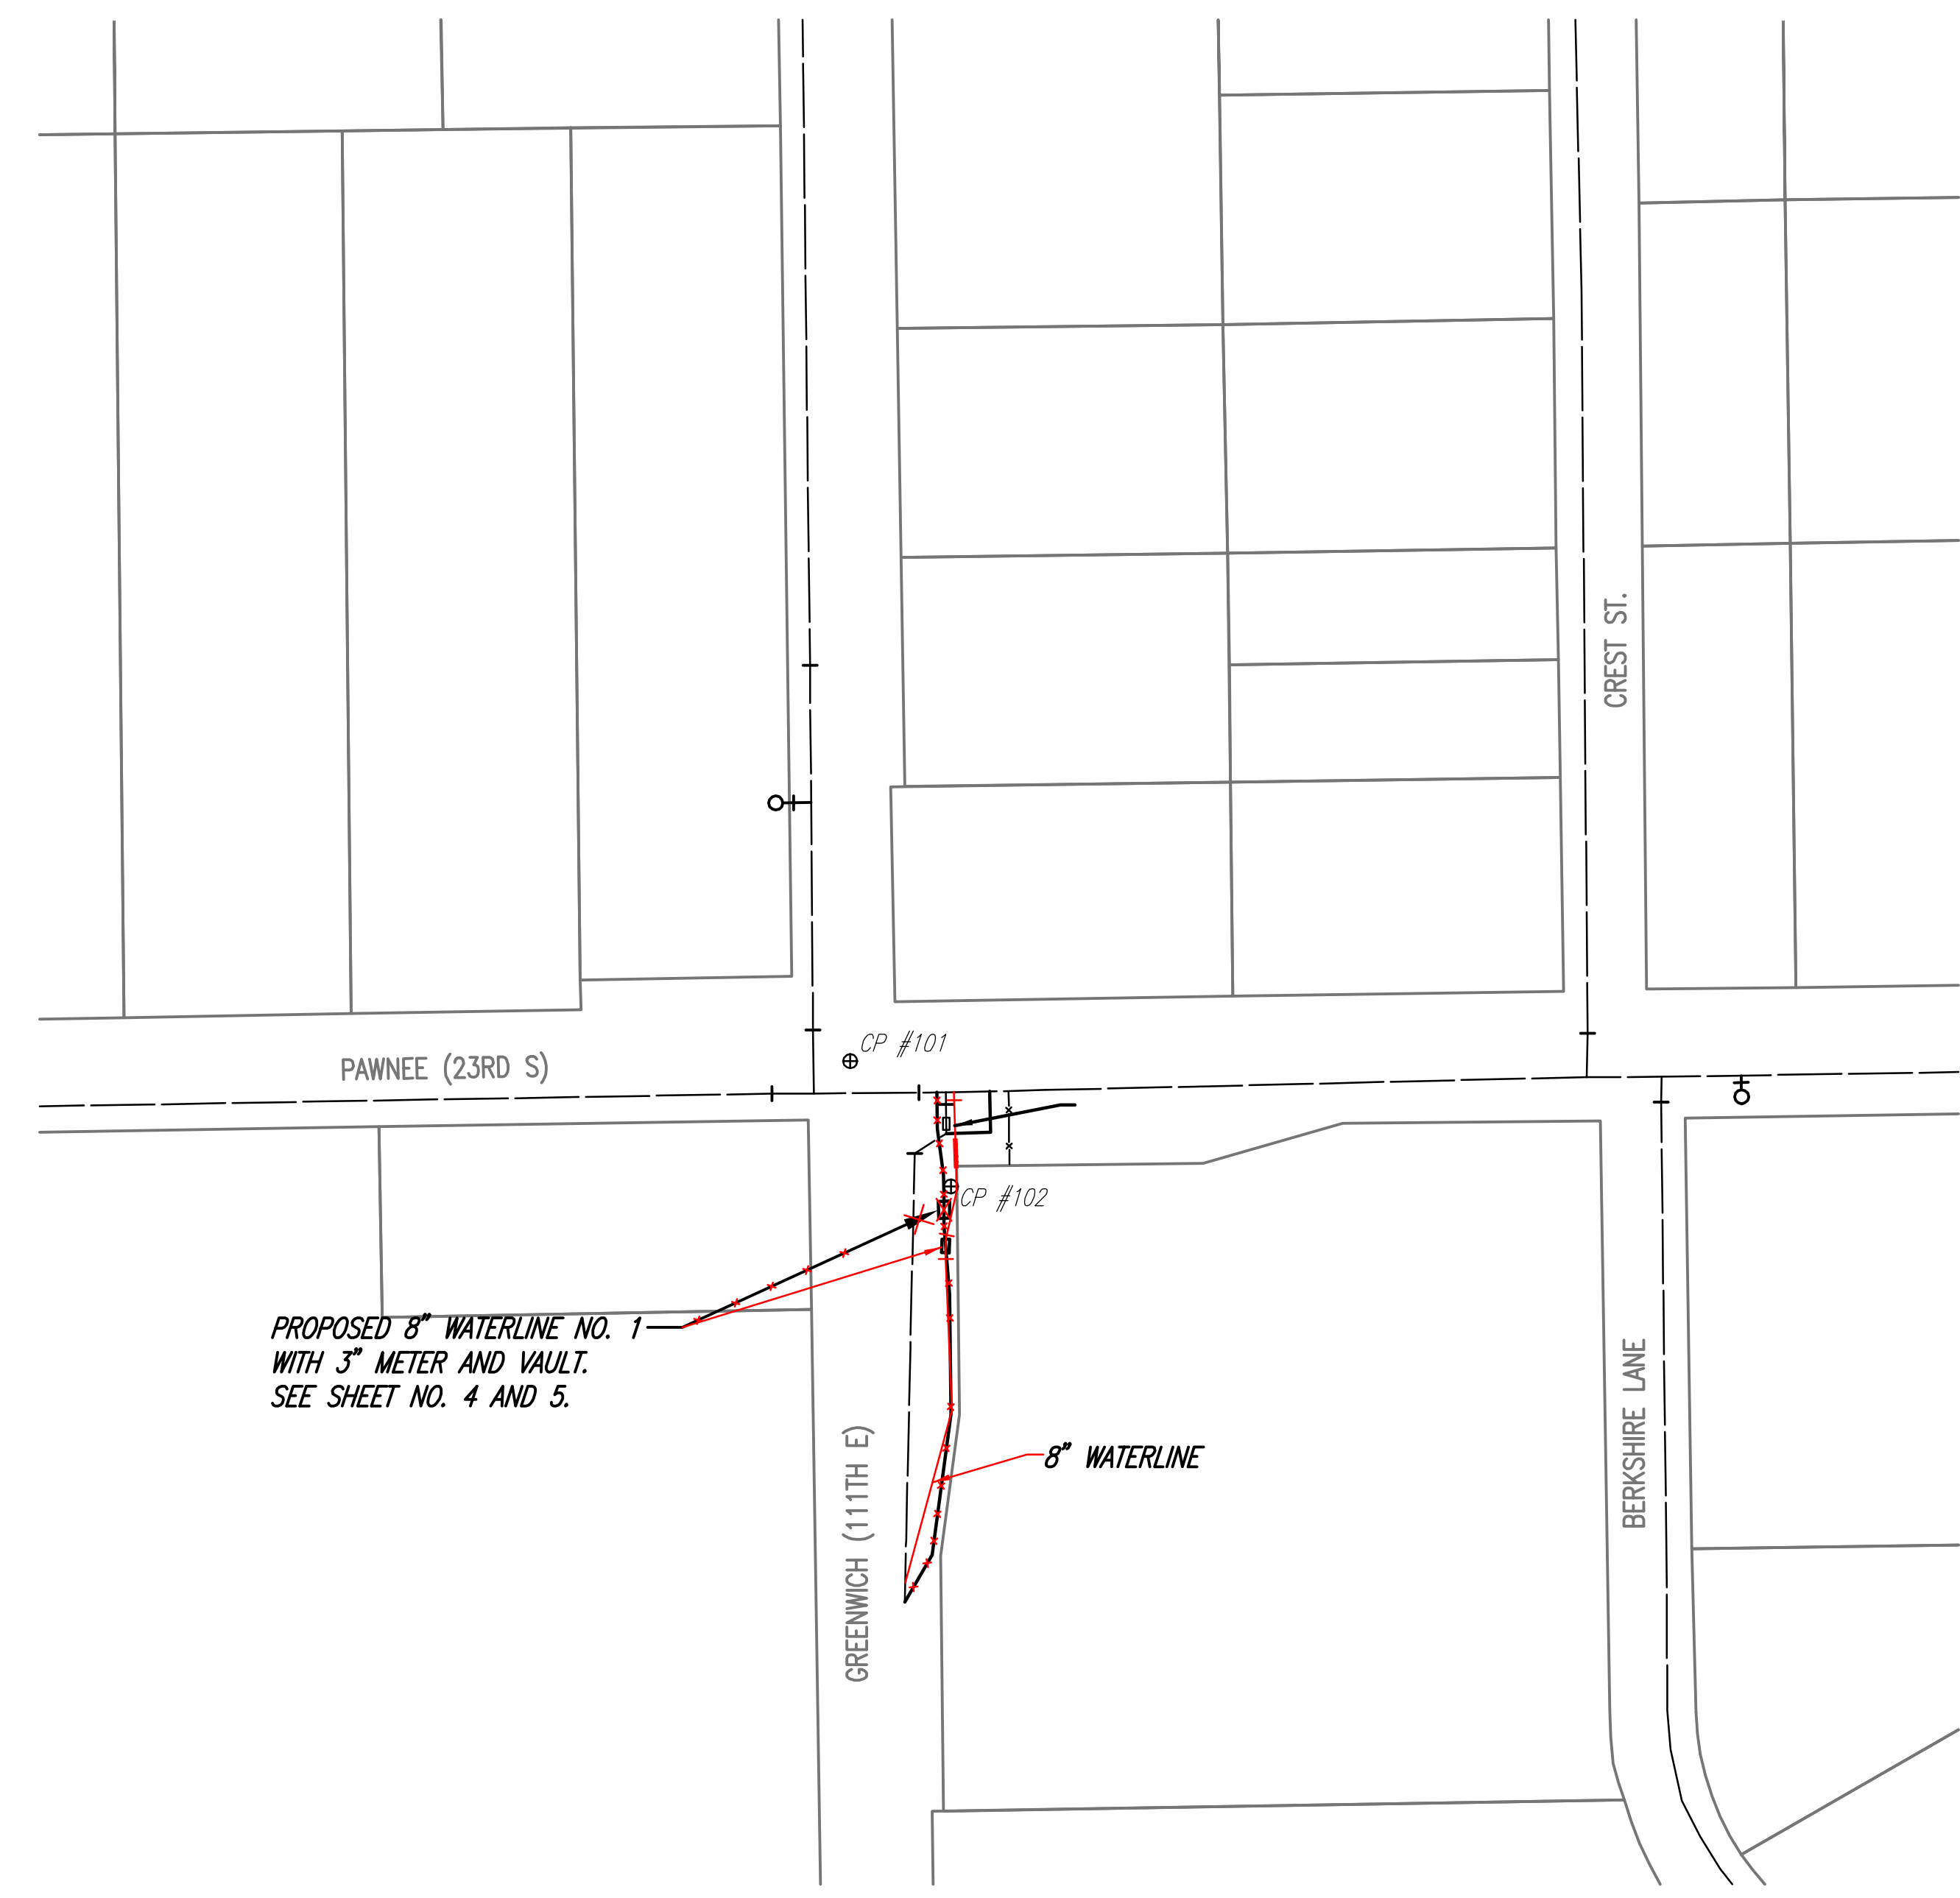 CREST ST.
CP #101
PAWNEE (23RD S)
CP #102
PROPOSED 8" WATERLINE NO. 1
WITH 3" METER AND VAULT.
SEE SHEET NO. 4 AND 5.
8" WATERLINE
GREENWICH (111TH E)
BERKSHIRE LANE